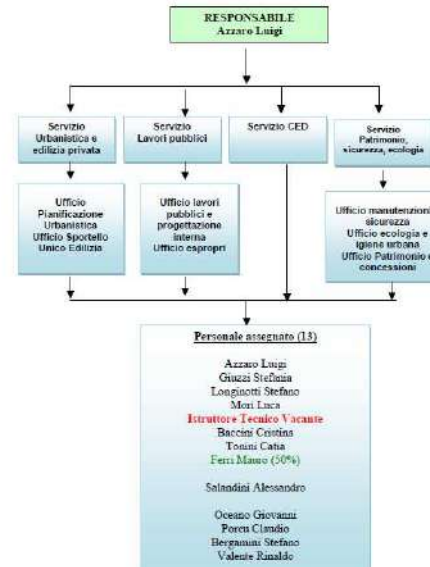 RESPONSABILE
Azzaro Luigi
Servizio
Urbanistica e
edilizia privata
Servizio
Lavori pubblici
Servizio CED
Servizio
Patrimonio,
sicurezza, ecologia
Ufficio
Pianificazione
Urbanistica
Ufficio Sportello
Unico Edilizia
Ufficio lavori
pubblici e
progettazione
interna
Ufficio espropri
Ufficio manutenzioni
sicurezza
Ufficio ecologia e
igiene urbana
Ufficio Patrimonio e
concessioni
Personale assegnato (13)
Azzaro Luigi
Giuzzi Stefania
Longinotti Stefano
Mori Luca
Istruttore Tecnico Vacante
Baccini Cristina
Tonini Catia
Ferri Mauro (50%)
Salandini Alessandro
Oceano Giovanni
Porcu Claudio
Bergamini Stefano
Valente Rinaldo